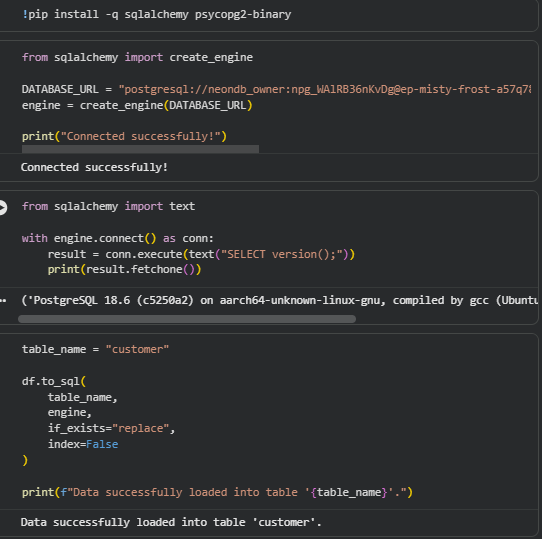 !pip install -q sqlalchemy psycopg2-binary
from sqlalchemy import create_engine
DATABASE_URL = "postgresql://neondb_owner:npg_WAlRB36nKvDg@ep-misty-frost-a57q78
engine = create_engine(DATABASE_URL)
print("Connected successfully!")
Connected successfully!
from sqlalchemy import text
with engine.connect() as conn:
    result = conn.execute(text("SELECT version();"))
    print(result.fetchone())
('PostgreSQL 18.6 (c5250a2) on aarch64-unknown-linux-gnu, compiled by gcc (Ubuntu
table_name = "customer"
df.to_sql(
    table_name,
    engine,
    if_exists="replace",
    index=False
)
print(f"Data successfully loaded into table '{table_name}'.")
Data successfully loaded into table 'customer'.